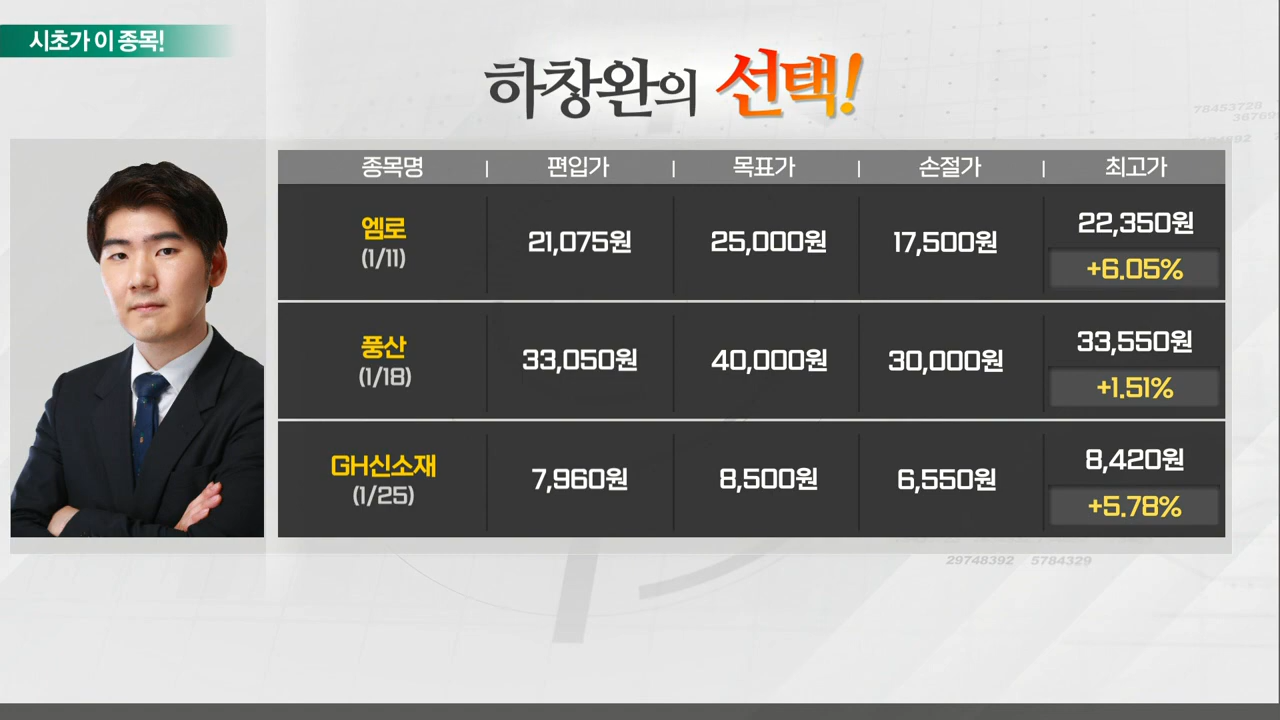 시초가 이 종목!
하창완의 선택!
종목명 | 편입가 | 목표가 | 손절가 | 최고가
엠로
(1/11)
21,075원
25,000원
17,500원
22,350원
+6.05%
풍산
(1/18)
33,050원
40,000원
30,000원
33,550원
+1.51%
GH신소재
(1/25)
7,960원
8,500원
6,550원
8,420원
+5.78%
78453728
29748392 5784329